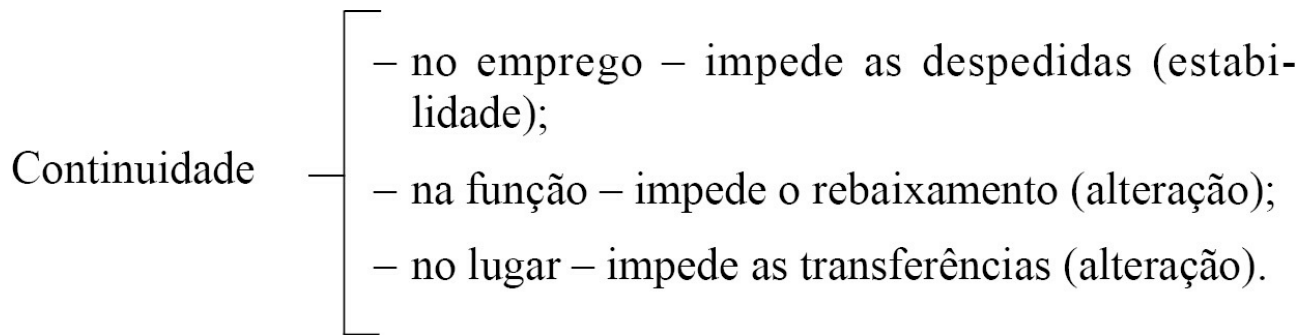 – no emprego – impede as despedidas (estabi-
lidade);
Continuidade
– na função – impede o rebaixamento (alteração);
– no lugar – impede as transferências (alteração).